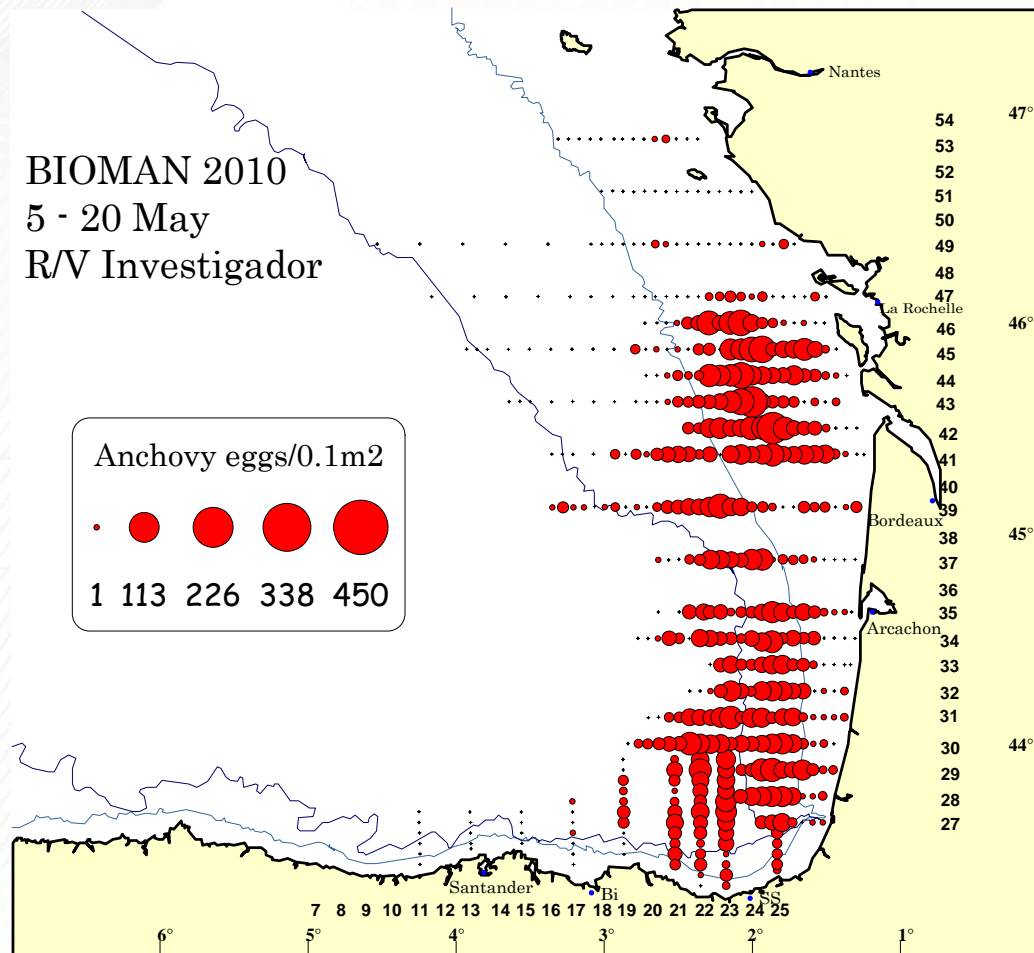 BIOMAN 2010
5 - 20 May
R/V Investigador
Anchovy eggs/0.1m2
1 113 226 338 450
Nantes
La Rochelle
Bordeaux
Arcachon
Santander
Bi
SS
54
53
52
51
50
49
48
47
46
45
44
43
42
41
40
39
38
37
36
35
34
33
32
31
30
29
28
27
47°
46°
45°
44°
7 8 9 10 11 12 13 14 15 16 17 18 19 20 21 22 23 24 25
6° 5° 4° 3° 2° 1°